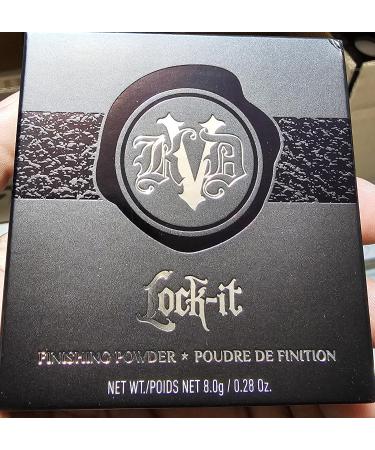 KVD
Lock-it
FINISHING POWDER * POUDRE DE FINITION
NET WT./POIDS NET 8.0g / 0.28 Oz.